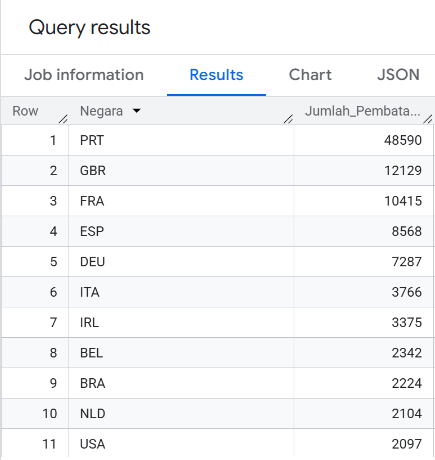 Query results
Job information Results Chart JSON
Row Negara Jumlah_Pembata...
1 PRT 48590
2 GBR 12129
3 FRA 10415
4 ESP 8568
5 DEU 7287
6 ITA 3766
7 IRL 3375
8 BEL 2342
9 BRA 2224
10 NLD 2104
11 USA 2097